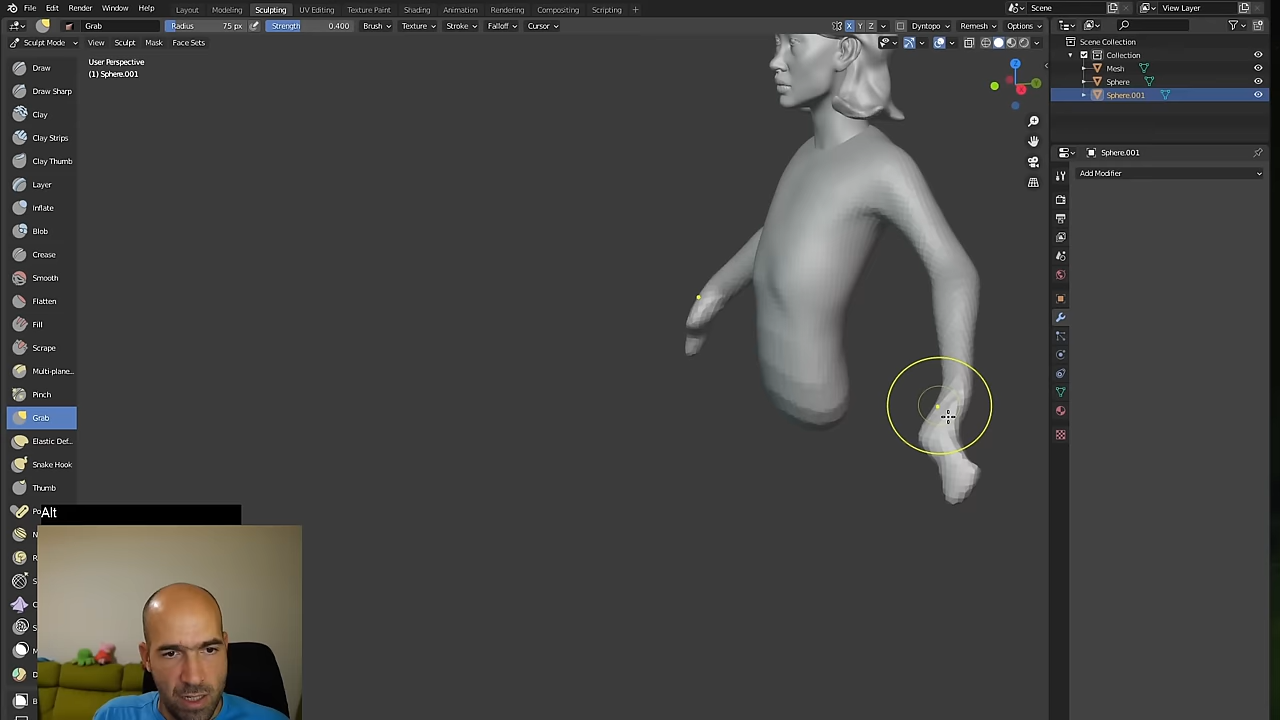 File Edit Render Window Help Layout Modeling Sculpting UV Editing Texture Paint Shading Animation Rendering Compositing Scripting + Scene View Layer
Grab Radius 75 px Strength 0.400 Brush Texture Stroke Falloff Cursor X Y Z Dyntopo Remesh Options
Sculpt Mode View Sculpt Mask Face Sets
Scene Collection
Collection
Mesh
Sphere
Sphere.001
Sphere.001
Add Modifier
User Perspective
(1) Sphere.001
Z
Draw
Draw Sharp
Clay
Clay Strips
Clay Thumb
Layer
Inflate
Blob
Crease
Smooth
Flatten
Fill
Scrape
Multi-plane...
Pinch
Grab
Elastic Def...
Snake Hook
Thumb
Alt